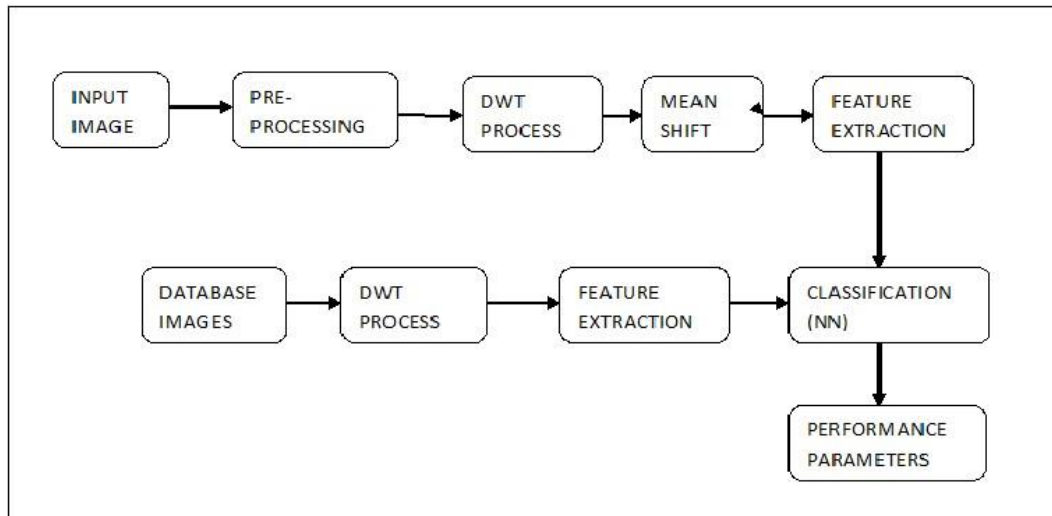 INPUT
IMAGE
PRE-
PROCESSING
DWT
PROCESS
MEAN
SHIFT
FEATURE
EXTRACTION
DATABASE
IMAGES
DWT
PROCESS
FEATURE
EXTRACTION
CLASSIFICATION
(NN)
PERFORMANCE
PARAMETERS